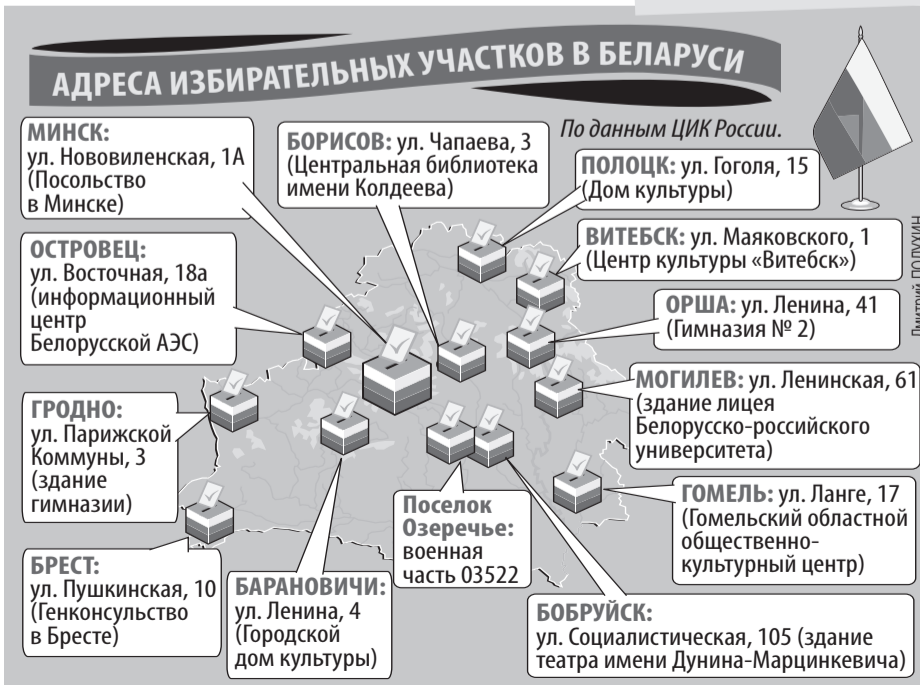 АДРЕСА ИЗБИРАТЕЛЬНЫХ УЧАСТКОВ В БЕЛАРУСИ
По данным ЦИК России.
МИНСК:
ул. Нововиленская, 1А
(Посольство
в Минске)
БОРИСОВ: ул. Чапаева, 3
(Центральная библиотека
имени Колдеева)
ПОЛОЦК: ул. Гоголя, 15
(Дом культуры)
ВИТЕБСК: ул. Маяковского, 1
(Центр культуры «Витебск»)
ОСТРОВЕЦ:
ул. Восточная, 18а
(информационный
центр
Белорусской АЭС)
ОРША: ул. Ленина, 41
(Гимназия № 2)
МОГИЛЕВ: ул. Ленинская, 61
(здание лицея
Белорусско-российского
университета)
ГРОДНО:
ул. Парижской
Коммуны, 3
(здание
гимназии)
ГОМЕЛЬ: ул. Ланге, 17
(Гомельский областной
общественно-
культурный центр)
Поселок
Озеречье:
военная
часть 03522
БРЕСТ:
ул. Пушкинская, 10
(Генконсульство
в Бресте)
БАРАНОВИЧИ:
ул. Ленина, 4
(Городской
дом культуры)
БОБРУЙСК:
ул. Социалистическая, 105 (здание
театра имени Дунина-Марцинкевича)
Дмитрий ПОЛУХИН